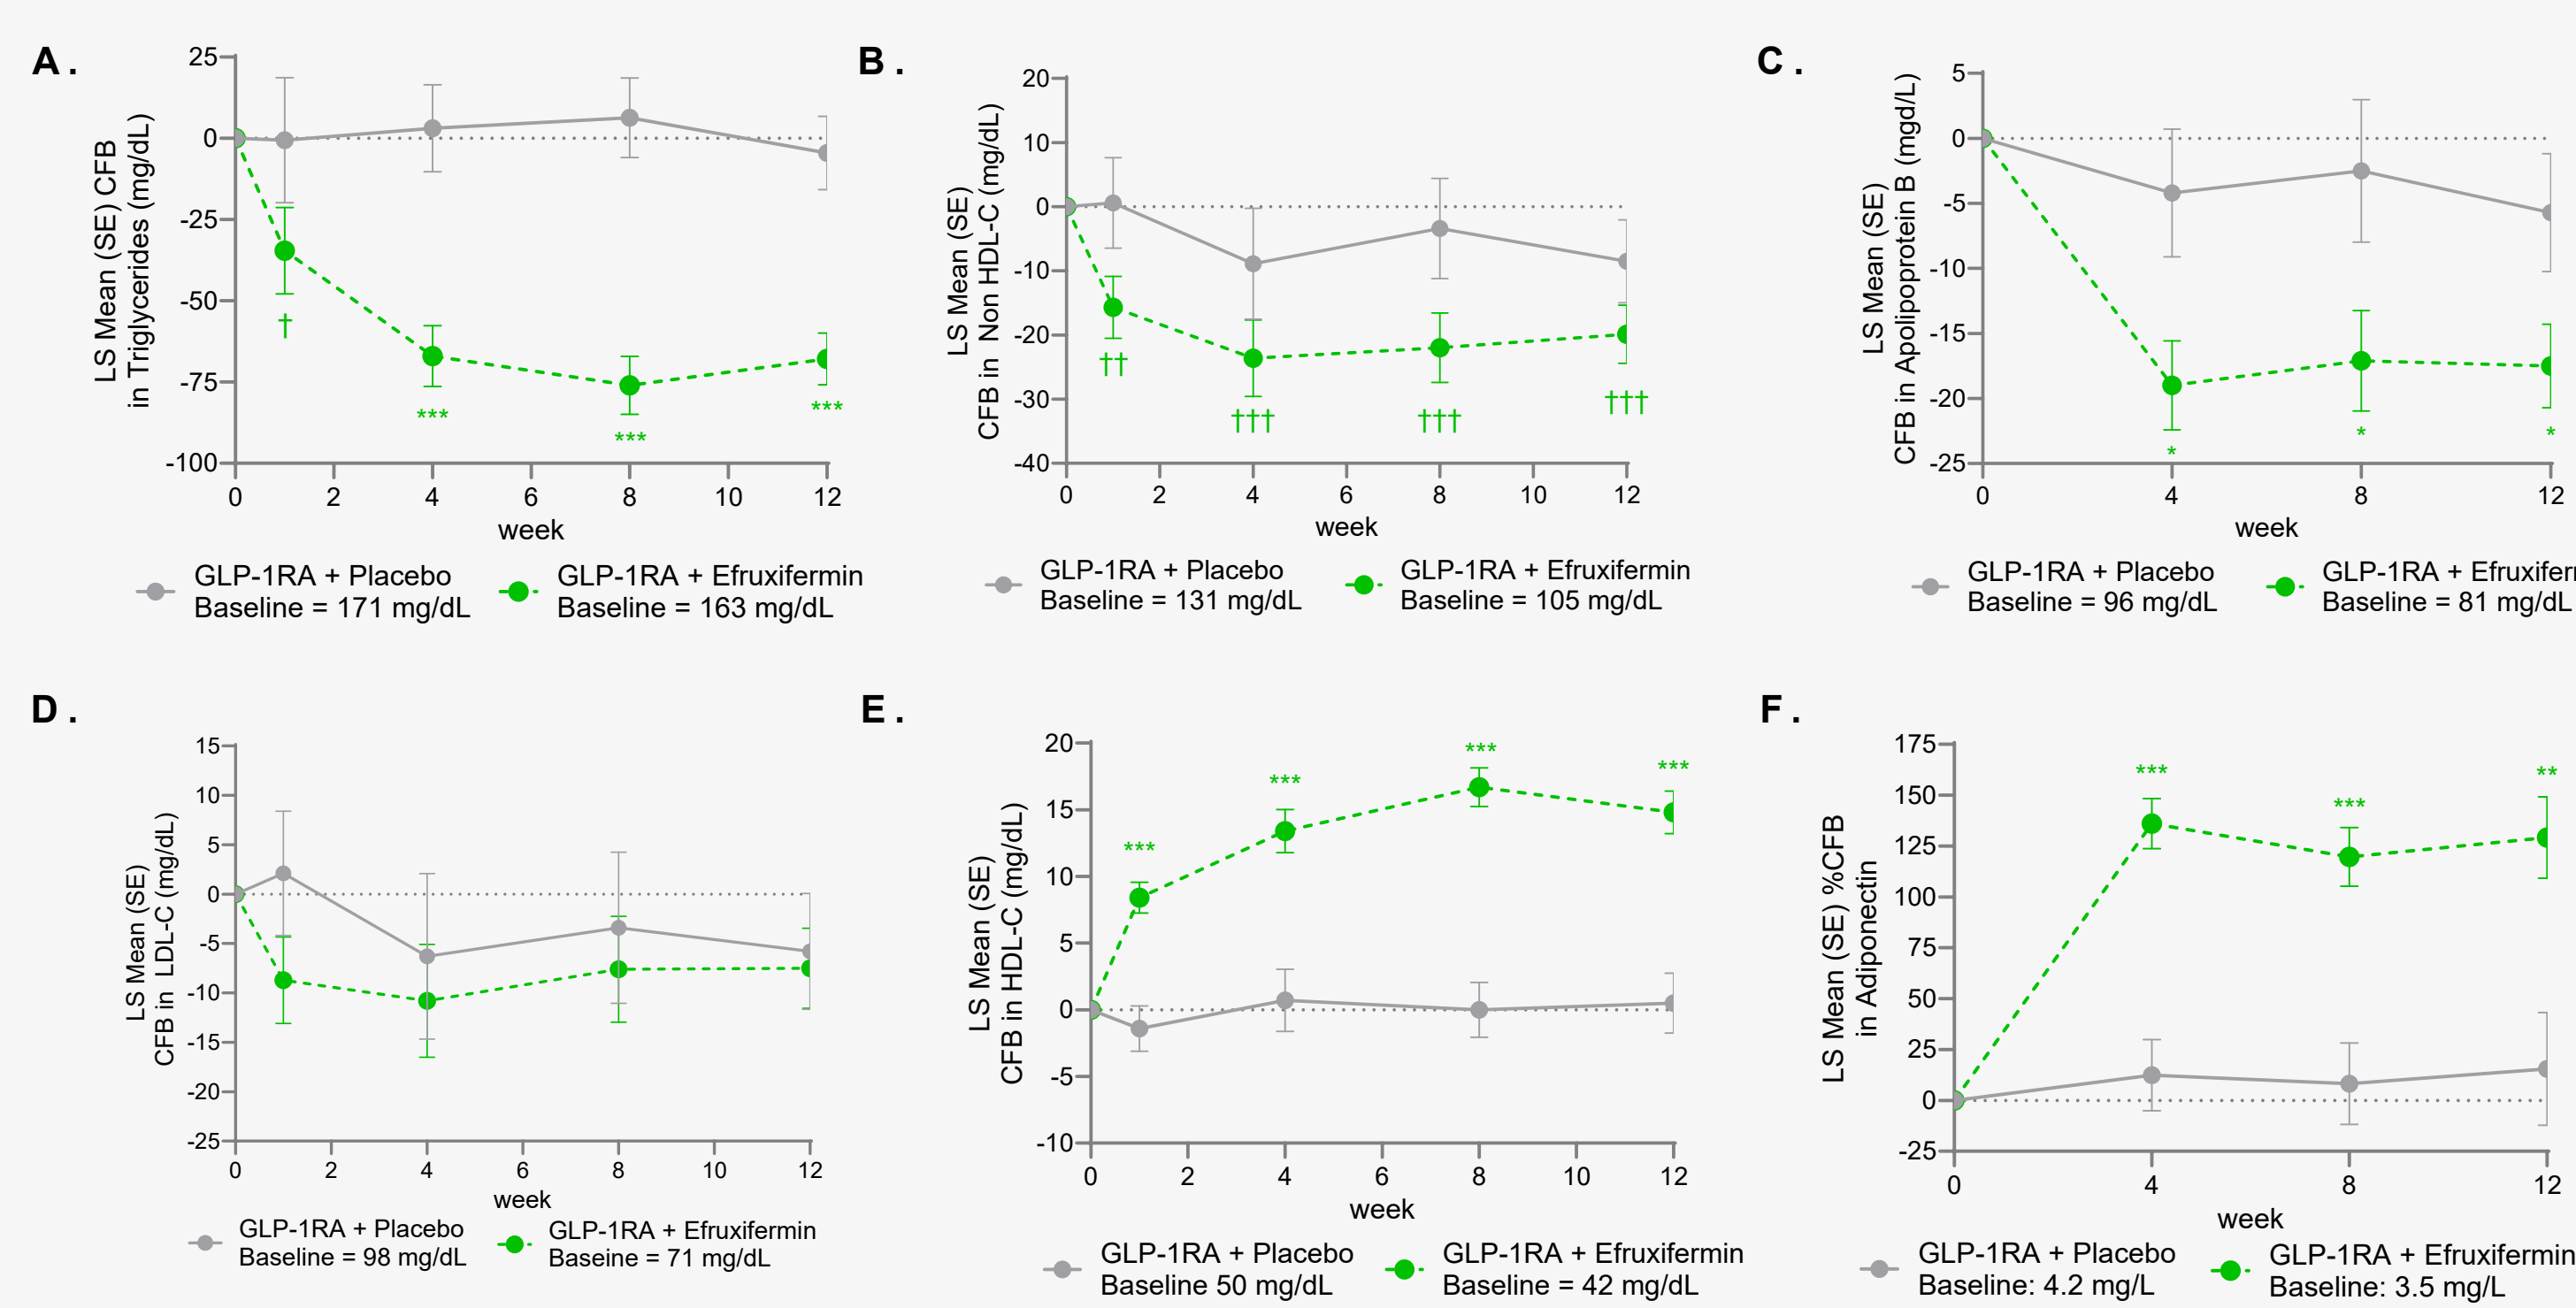 A.
25
0
-25
-50
-75
-100
LS Mean (SE) CFB
in Triglycerides (mg/dL)
†
***
***
***
0 2 4 6 8 10 12
week
GLP-1RA + Placebo
Baseline = 171 mg/dL
GLP-1RA + Efruxifermin
Baseline = 163 mg/dL
B.
20
10
0
-10
-20
-30
-40
LS Mean (SE)
CFB in Non HDL-C (mg/dL)
††
†††
†††
†††
0 2 4 6 8 10 12
week
GLP-1RA + Placebo
Baseline = 131 mg/dL
GLP-1RA + Efruxifermin
Baseline = 105 mg/dL
C.
5
0
-5
-10
-15
-20
-25
LS Mean (SE)
CFB in Apolipoprotein B (mgd/L)
*
*
*
0 4 8 12
week
GLP-1RA + Placebo
Baseline = 96 mg/dL
GLP-1RA + Efruxifer
Baseline = 81 mg/dL
D.
15
10
5
0
-5
-10
-15
-20
-25
LS Mean (SE)
CFB in LDL-C (mg/dL)
0 2 4 6 8 10 12
week
GLP-1RA + Placebo
Baseline = 98 mg/dL
GLP-1RA + Efruxifermin
Baseine = 71 mg/dL
E.
20
15
10
5
0
-5
-10
LS Mean (SE)
CFB in HDL-C (mg/dL)
***
***
***
***
0 2 4 6 8 10 12
week
GLP-1RA + Placebo
Baseline 50 mg/dL
GLP-1RA + Efruxifermin
Baseline = 42 mg/dL
F.
175
150
125
100
75
50
25
0
-25
LS Mean (SE) %CFB
in Adiponectin
***
***
**
0 4 8 12
week
GLP-1RA + Placebo
Baseline: 4.2 mg/L
GLP-1RA + Efruxifermin
Baseline: 3.5 mg/L